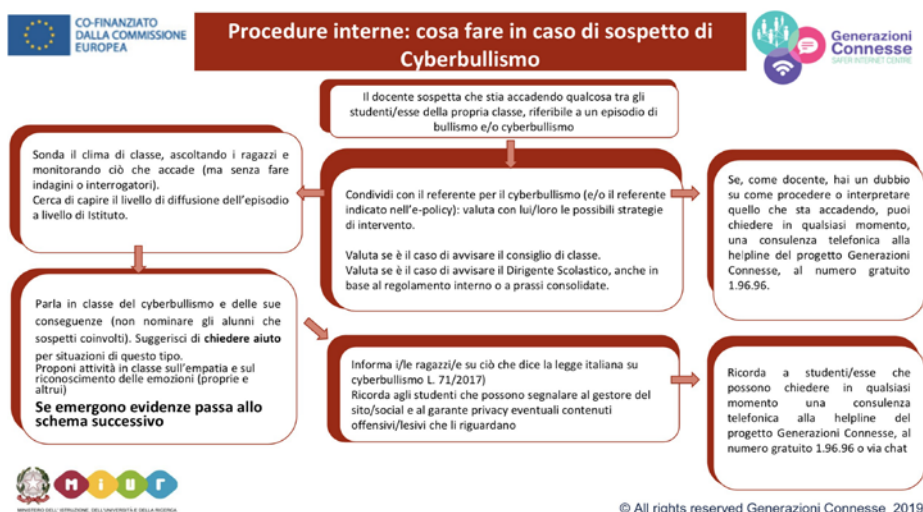 CO-FINANZIATO
DALLA COMMISSIONE
EUROPEA
Procedure interne: cosa fare in caso di sospetto di
Cyberbullismo
Generazioni
Connesse
SAFER INTERNET CENTRE
Il docente sospetta che stia accadendo qualcosa tra gli
studenti/esse della propria classe, riferibile a un episodio di
bullismo e/o cyberbullismo
Sonda il clima di classe, ascoltando i ragazzi e
monitorando ciò che accade (ma senza fare
indagini o interrogatori).
Cerca di capire il livello di diffusione dell'episodio
a livello di Istituto.
Condividi con il referente per il cyberbullismo (e/o il referente
indicato nell'e-policy): valuta con lui/loro le possibili strategie
di intervento.
Valuta se è il caso di avvisare il consiglio di classe.
Valuta se è il caso di avvisare il Dirigente Scolastico, anche in
base al regolamento interno o a prassi consolidate.
Se, come docente, hai un dubbio
su come procedere o interpretare
quello che sta accadendo, puoi
chiedere in qualsiasi momento,
una consulenza telefonica alla
helpline del progetto Generazioni
Connesse, al numero gratuito
1.96.96.
Parla in classe del cyberbullismo e delle sue
conseguenze (non nominare gli alunni che
sospetti coinvolti). Suggerisci di chiedere aiuto
per situazioni di questo tipo.
Proponi attività in classe sull'empatia e sul
riconoscimento delle emozioni (proprie e
altrui)
Se emergono evidenze passa allo
schema successivo
Informa i/le ragazzi/e su ciò che dice la legge italiana su
cyberbullismo L. 71/2017)
Ricorda agli studenti che possono segnalare al gestore del
sito/social e al garante privacy eventuali contenuti
offensivi/lesivi che li riguardano
Ricorda a studenti/esse che
possono chiedere in qualsiasi
momento una consulenza
telefonica alla helpline del
progetto Generazioni Connesse, al
numero gratuito 1.96.96 o via chat
miur
MINISTERO DELL'ISTRUZIONE, DELL'UNIVERSITÀ E DELLA RICERCA
© All rights reserved Generazioni Connesse 2019